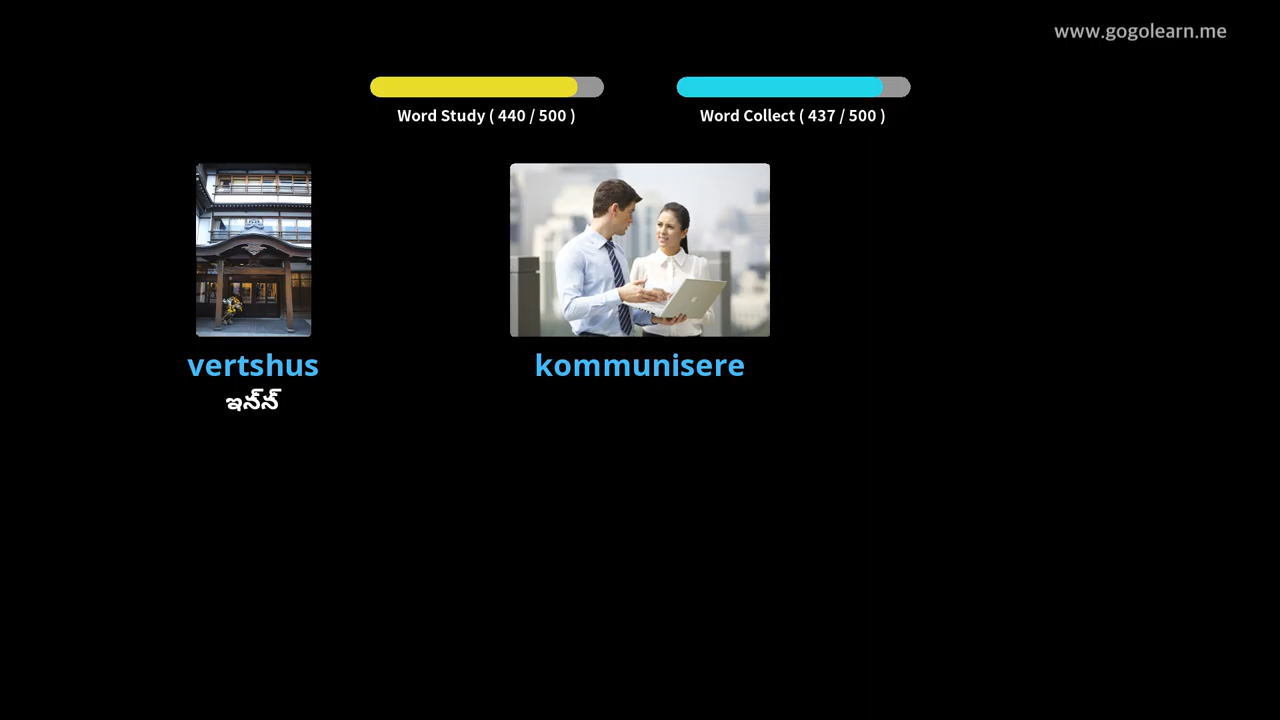 www.gogolearn.me
Word Study ( 440 / 500 )
Word Collect ( 437 / 500 )
vertshus
kommunisere
ఇన్న్